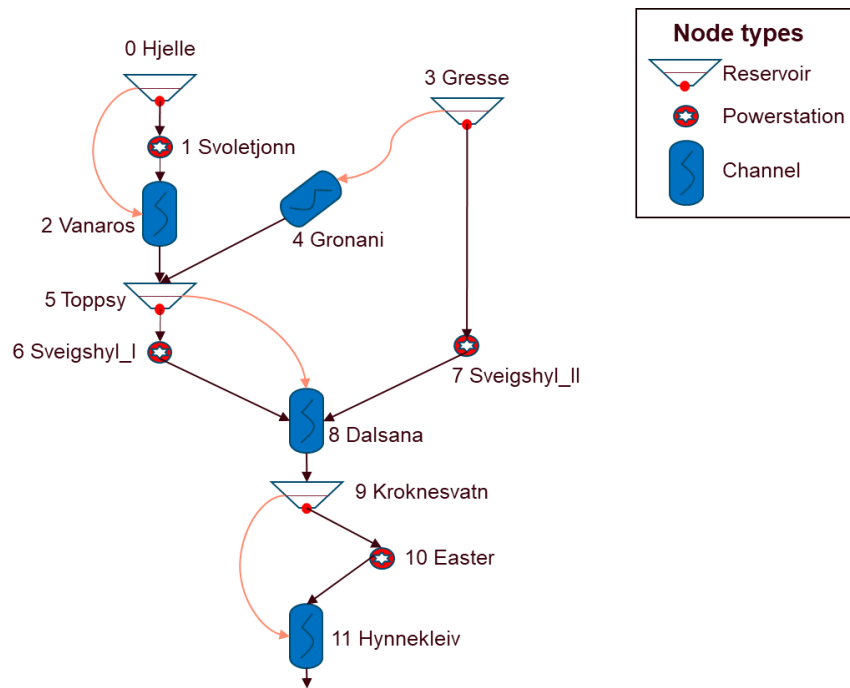 Node types
0 Hjelle
3 Gresse
Reservoir
Powerstation
1 Svoletjonn
Channel
2 Vanaros
4 Gronani
5 Toppsy
6 Sveigshyl_I
7 Sveigshyl_II
8 Dalsana
9 Kroknesvatn
10 Easter
11 Hynnekleiv